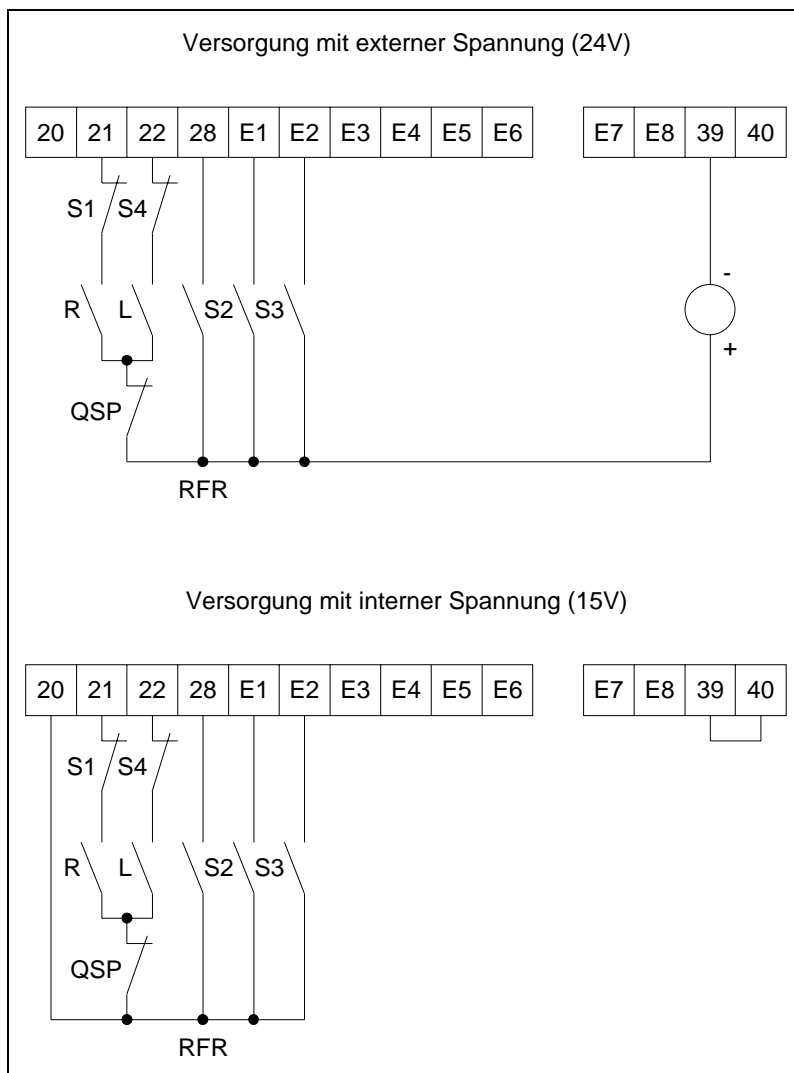 Versorgung mit externer Spannung (24V)
20 21 22 28 E1 E2 E3 E4 E5 E6 E7 E8 39 40
S1 S4
-
R L S2 S3
+
QSP
RFR
Versorgung mit interner Spannung (15V)
20 21 22 28 E1 E2 E3 E4 E5 E6 E7 E8 39 40
S1 S4
R L S2 S3
QSP
RFR